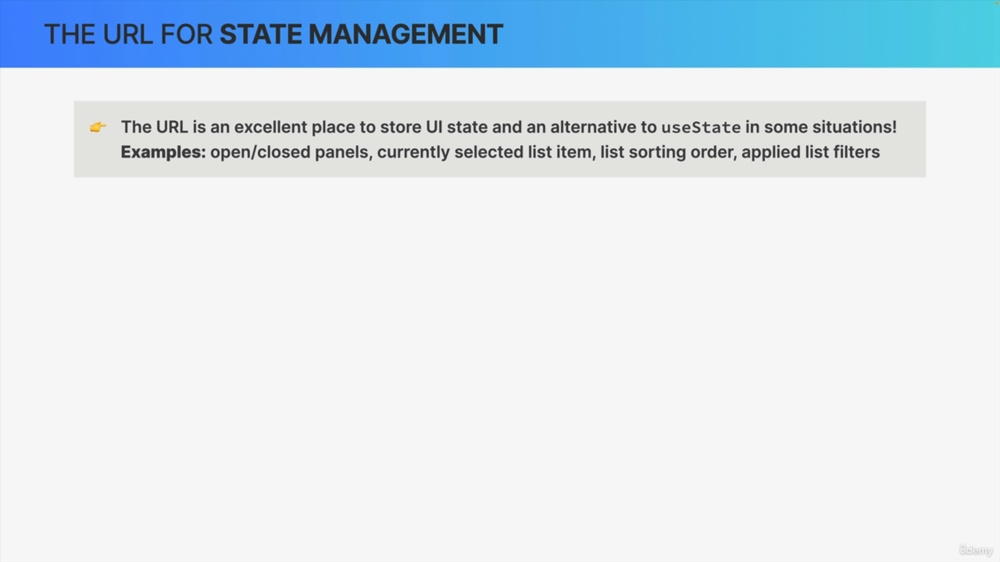 THE URL FOR STATE MANAGEMENT
👉 The URL is an excellent place to store UI state and an alternative to useState in some situations!
Examples: open/closed panels, currently selected list item, list sorting order, applied list filters
ûdemy